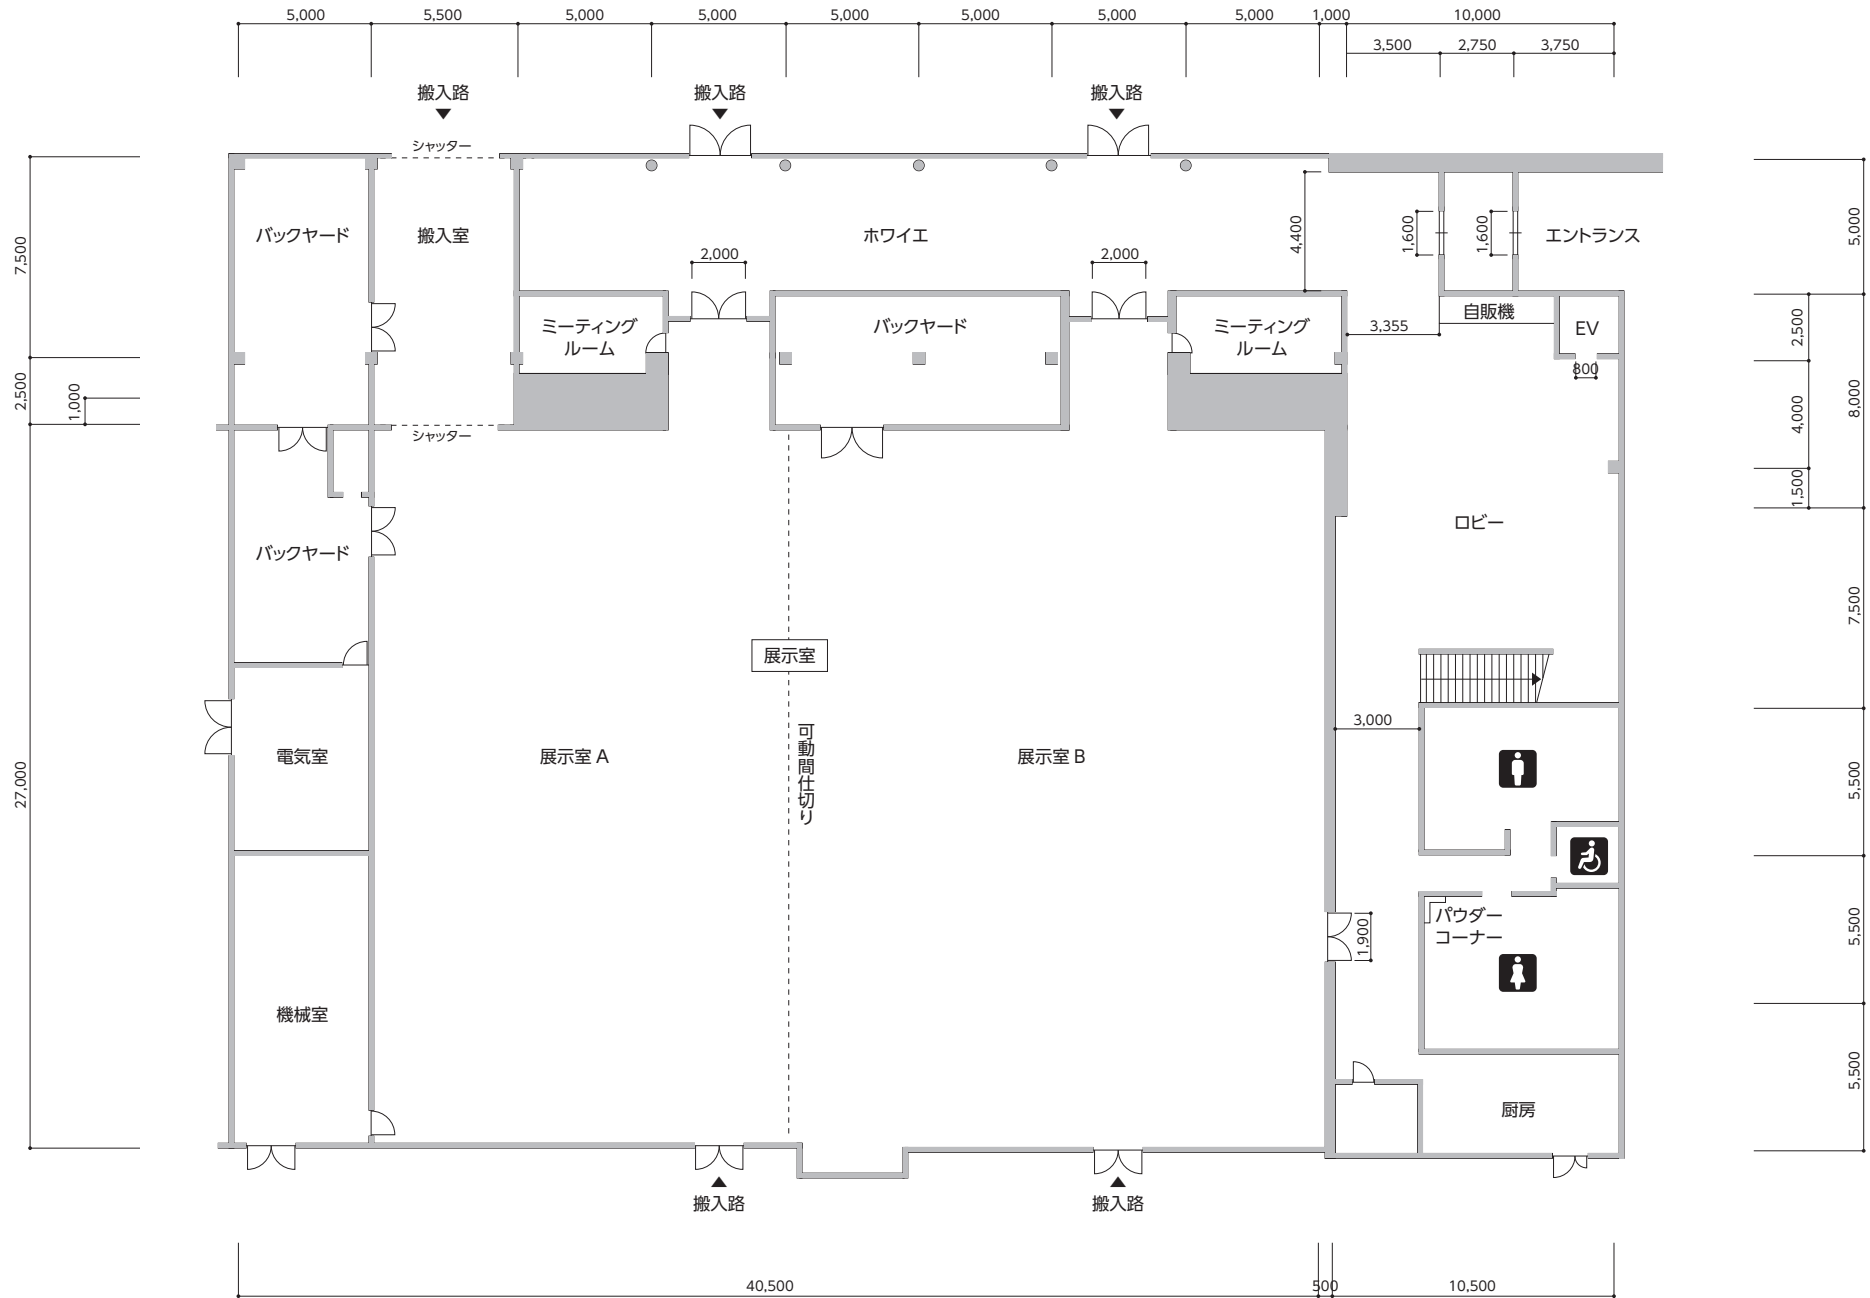 5,000
5,500
5,000
5,000
5,000
5,000
5,000
5,000
1,000
10,000
3,500
2,750
3,750
搬入路
搬入路
搬入路
シャッター
バックヤード
搬入室
ホワイエ
エントランス
4,400
1,600
1,600
2,000
2,000
7,500
5,000
ミーティング
ルーム
バックヤード
ミーティング
ルーム
自販機
EV
3,355
800
2,500
2,500
1,000
8,000
4,000
1,500
シャッター
バックヤード
ロビー
7,500
展示室
3,000
可動間仕切り
電気室
展示室 A
展示室 B
27,000
5,500
パウダー
コーナー
1,900
5,500
機械室
5,500
厨房
搬入路
搬入路
40,500
500
10,500